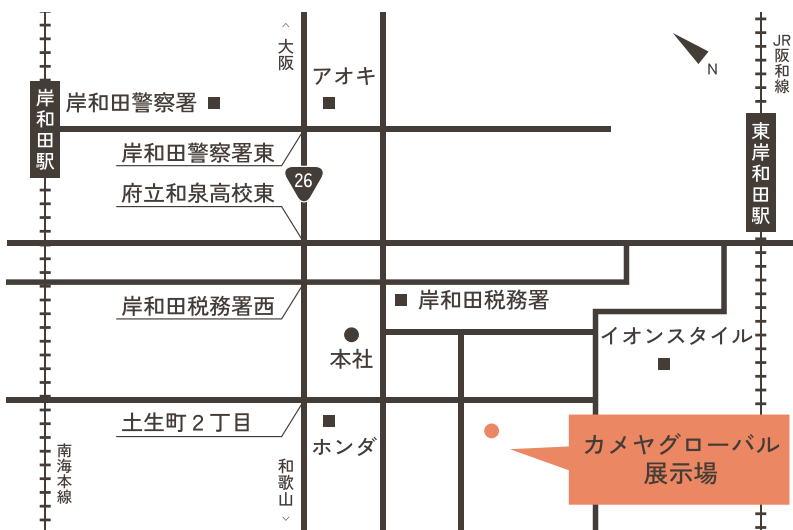 大阪
アオキ
N
JR阪和線
岸和田駅
岸和田警察署
東岸和田駅
岸和田警察署東
26
府立和泉高校東
岸和田税務署西
岸和田税務署
本社
イオンスタイル
土生町2丁目
ホンダ
カメヤグローバル
展示場
南海本線
和歌山